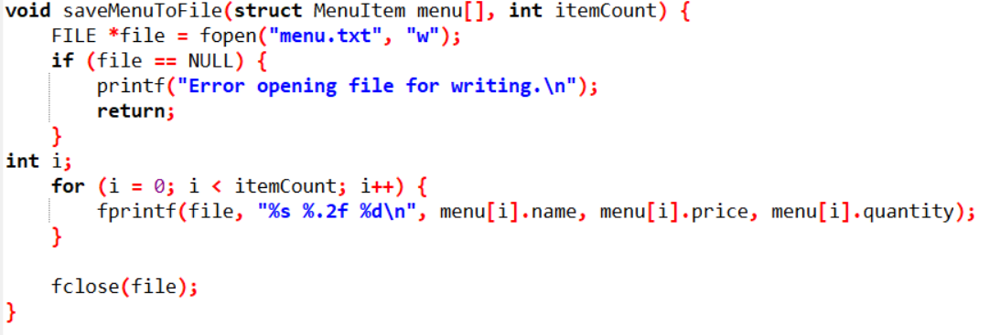 void saveMenuToFile(struct MenuItem menu[], int itemCount) {
    FILE *file = fopen("menu.txt", "w");
    if (file == NULL) {
        printf("Error opening file for writing.\n");
        return;
    }
int i;
    for (i = 0; i < itemCount; i++) {
        fprintf(file, "%s %.2f %d\n", menu[i].name, menu[i].price, menu[i].quantity);
    }

    fclose(file);
}